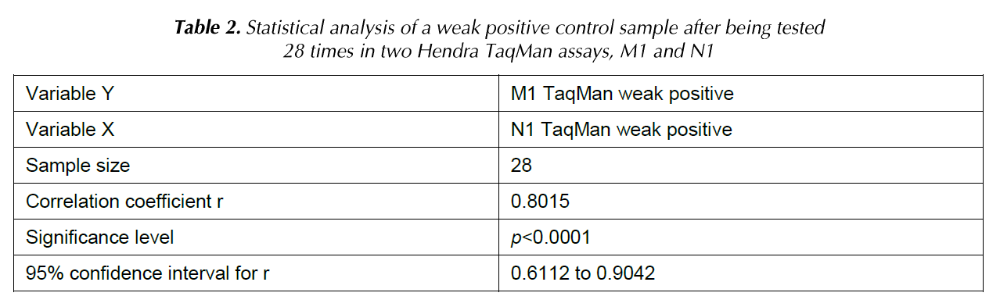 Table 2. Statistical analysis of a weak positive control sample after being tested
28 times in two Hendra TaqMan assays, M1 and N1
Variable Y M1 TaqMan weak positive
Variable X N1 TaqMan weak positive
Sample size 28
Correlation coefficient r 0.8015
Significance level p<0.0001
95% confidence interval for r 0.6112 to 0.9042